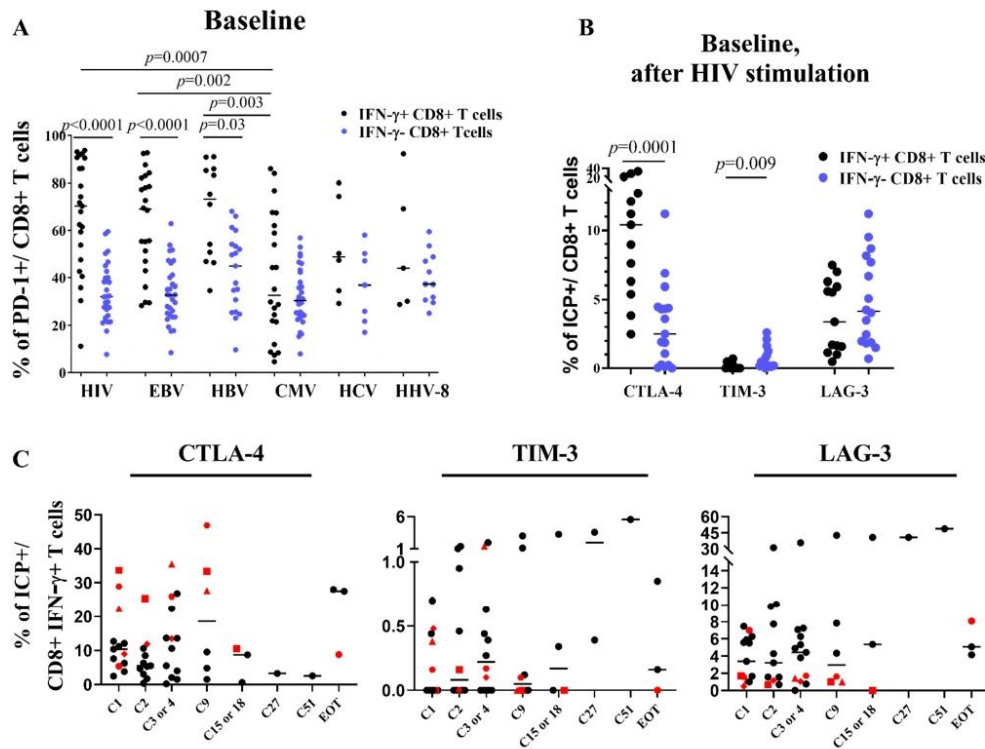 A
Baseline
p=0.0007
p=0.002
p=0.003
p<0.0001
p<0.0001
p=0.03
IFN-γ+ CD8+ T cells
IFN-γ- CD8+ Tcells
% of PD-1+/ CD8+ T cells
100
80
60
40
20
0
HIV EBV HBV CMV HCV HHV-8
B
Baseline,
after HIV stimulation
p=0.0001
p=0.009
IFN-γ+ CD8+ T cells
IFN-γ- CD8+ T cells
% of ICP+/ CD8+ T cells
40
20
10
5
0
CTLA-4 TIM-3 LAG-3
C
CTLA-4
TIM-3
LAG-3
% of ICP+/
CD8+ IFN-γ+ T cells
50
40
30
20
10
0
C1 C2 C3 or 4 C9 C15 or 18 C27 C51 EOT
6
1
1.0
0.5
0.0
C1 C2 C3 or 4 C9 C15 or 18 C27 C51 EOT
60
45
30
14
12
10
8
6
4
2
0
C1 C2 C3 or 4 C9 C15 or 18 C27 C51 EOT